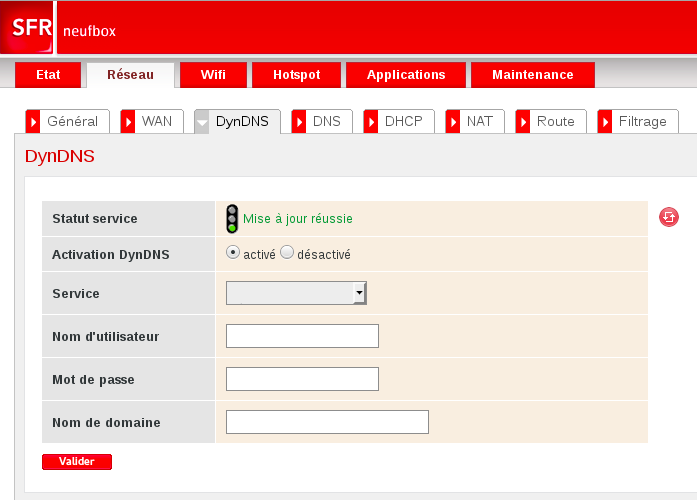 SFR neufbox
Etat Réseau Wifi Hotspot Applications Maintenance
Général WAN DynDNS DNS DHCP NAT Route Filtrage
DynDNS
Statut service Mise à jour réussie
Activation DynDNS activé désactivé
Service
Nom d'utilisateur
Mot de passe
Nom de domaine
Valider